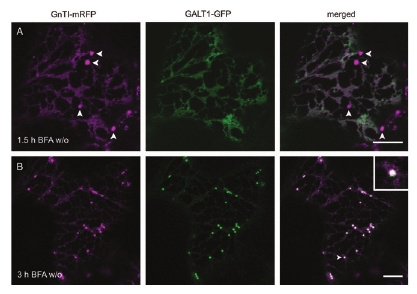 GnTI-mRFP GALT1-GFP merged
A
1.5 h BFA w/o
B
3 h BFA w/o